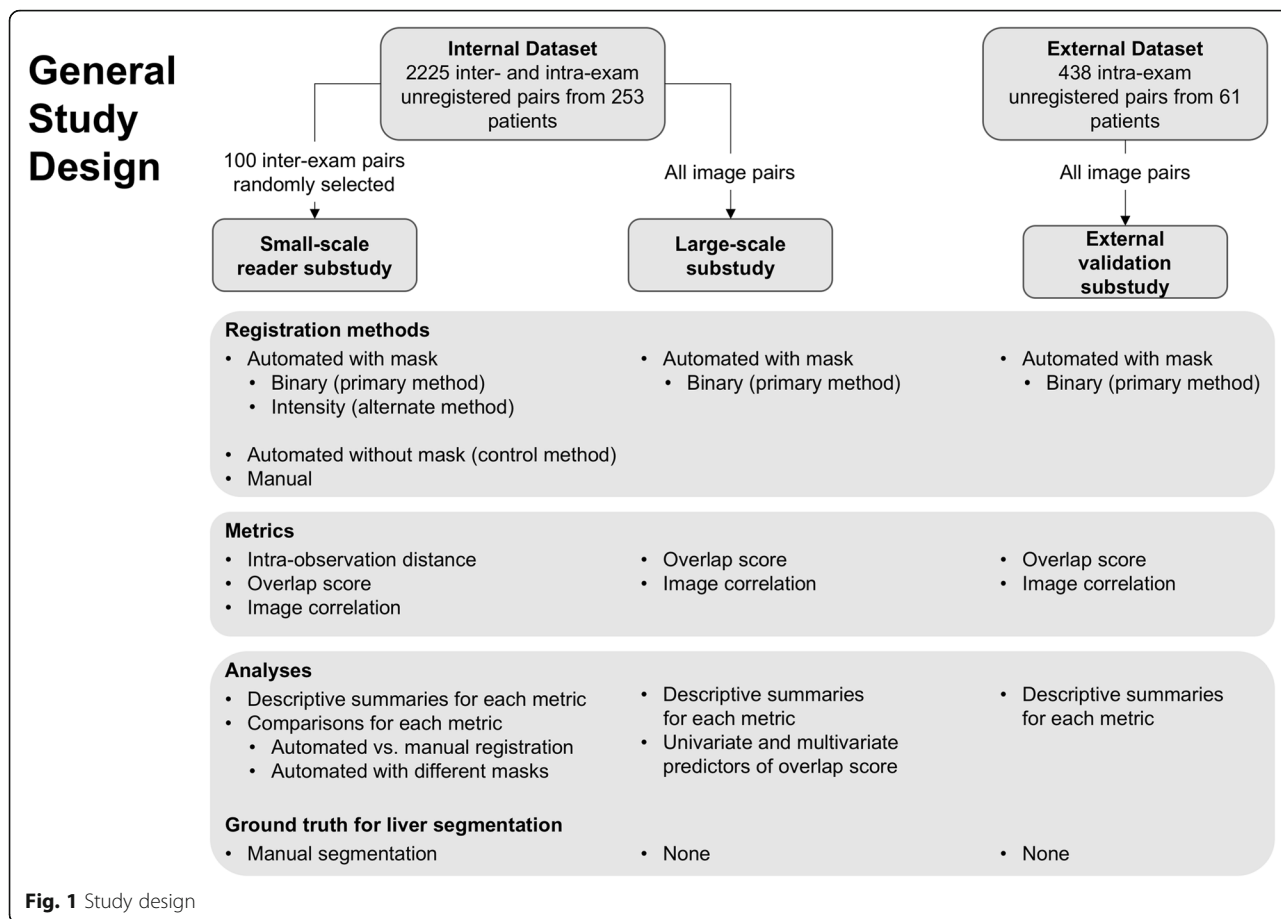 General
Study
Design
Internal Dataset
2225 inter- and intra-exam
unregistered pairs from 253
patients
External Dataset
438 intra-exam
unregistered pairs from 61
patients
100 inter-exam pairs
randomly selected
All image pairs
All image pairs
Small-scale
reader substudy
Large-scale
substudy
External
validation
substudy
Registration methods
• Automated with mask
• Binary (primary method)
• Intensity (alternate method)
• Automated without mask (control method)
• Manual
• Automated with mask
• Binary (primary method)
• Automated with mask
• Binary (primary method)
Metrics
• Intra-observation distance
• Overlap score
• Image correlation
• Overlap score
• Image correlation
• Overlap score
• Image correlation
Analyses
• Descriptive summaries for each metric
• Comparisons for each metric
• Automated vs. manual registration
• Automated with different masks
• Descriptive summaries
for each metric
• Univariate and multivariate
predictors of overlap score
• Descriptive summaries
for each metric
Ground truth for liver segmentation
• Manual segmentation
• None
• None
Fig. 1 Study design